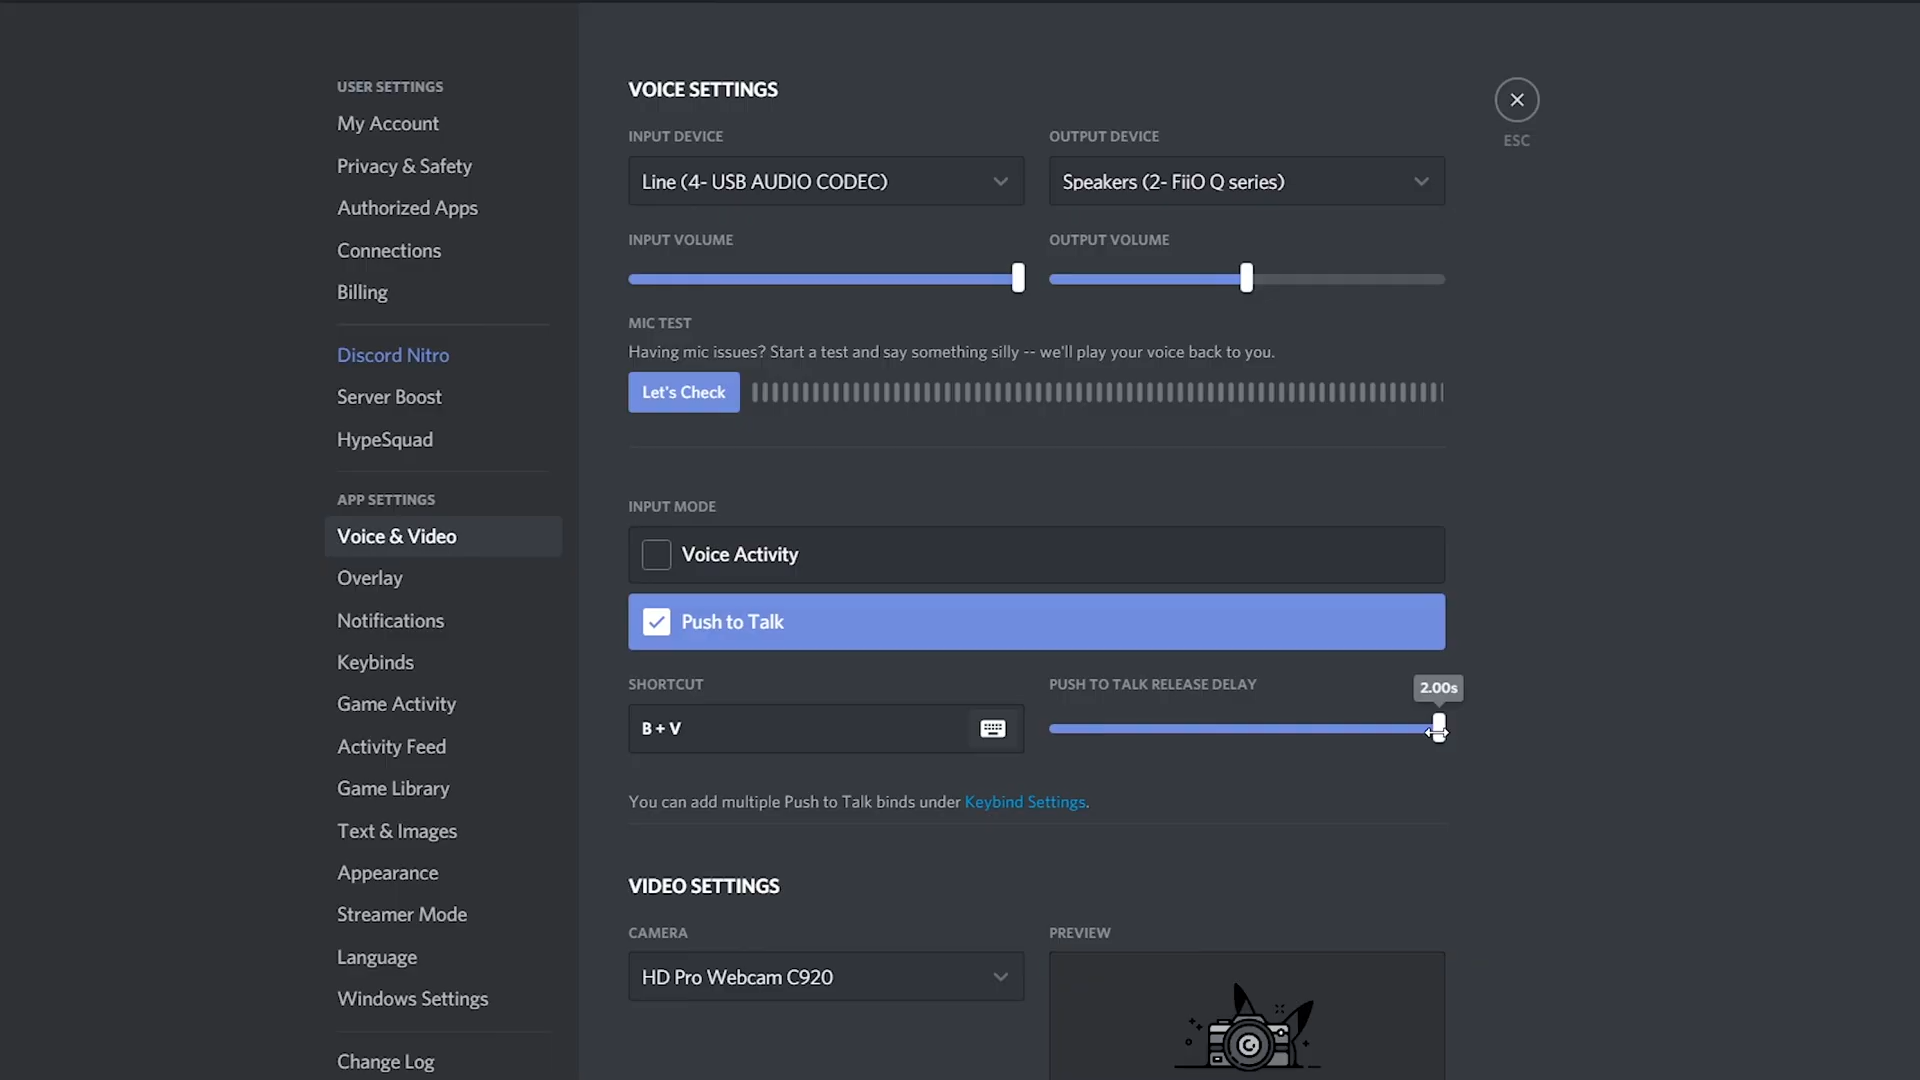 USER SETTINGS
My Account
Privacy & Safety
Authorized Apps
Connections
Billing
Discord Nitro
Server Boost
HypeSquad
APP SETTINGS
Voice & Video
Overlay
Notifications
Keybinds
Game Activity
Activity Feed
Game Library
Text & Images
Appearance
Streamer Mode
Language
Windows Settings
Change Log
VOICE SETTINGS
ESC
INPUT DEVICE
OUTPUT DEVICE
Line (4- USB AUDIO CODEC)
Speakers (2- FiiO Q series)
INPUT VOLUME
OUTPUT VOLUME
MIC TEST
Having mic issues? Start a test and say something silly -- we'll play your voice back to you.
Let's Check
INPUT MODE
Voice Activity
Push to Talk
SHORTCUT
PUSH TO TALK RELEASE DELAY
2.00s
B + V
You can add multiple Push to Talk binds under Keybind Settings.
VIDEO SETTINGS
CAMERA
PREVIEW
HD Pro Webcam C920